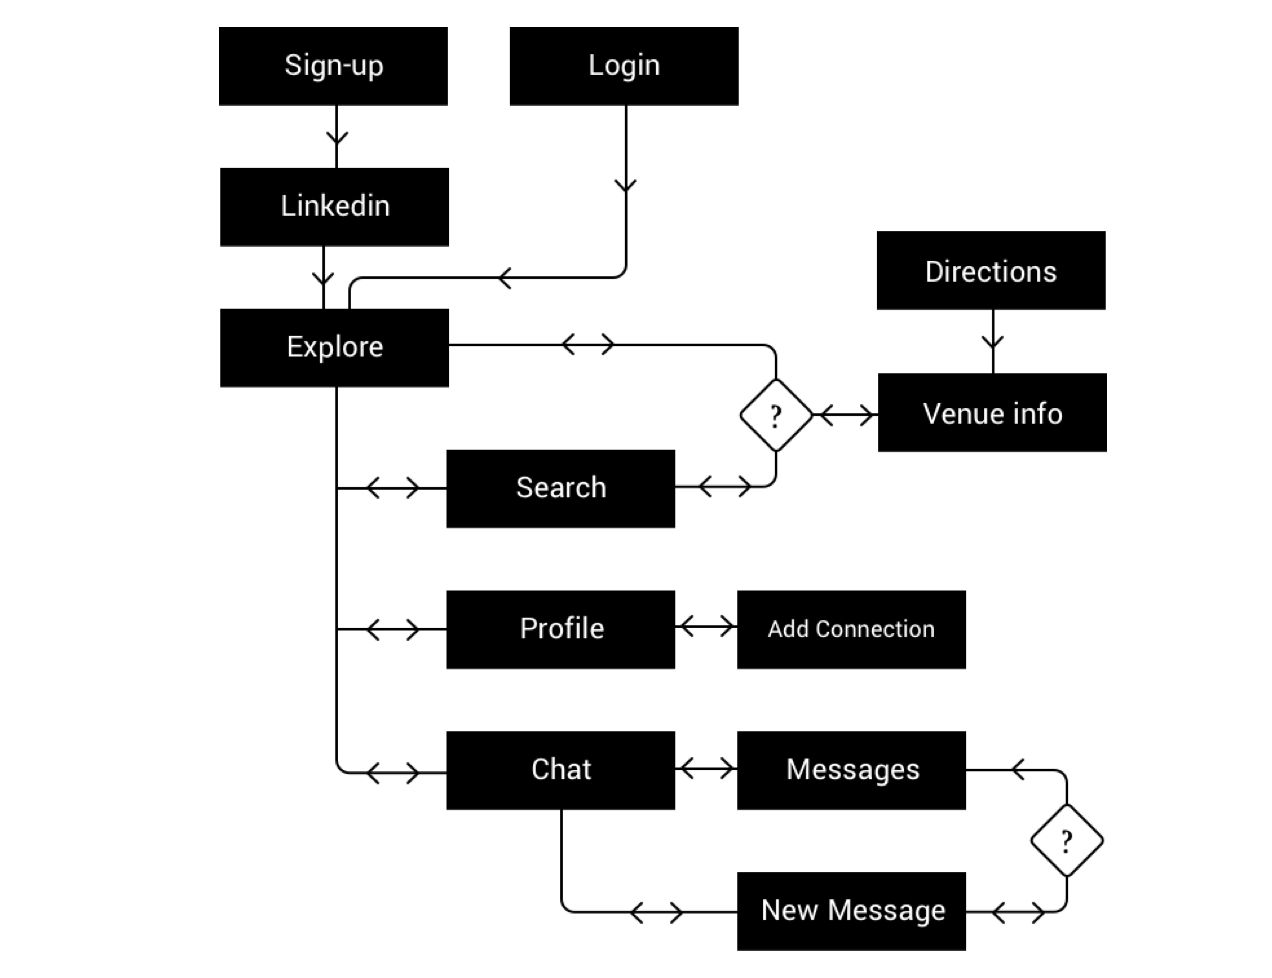 Sign-up
Login
Linkedin
Directions
Explore
?
Venue info
Search
Profile
Add Connection
Chat
Messages
?
New Message